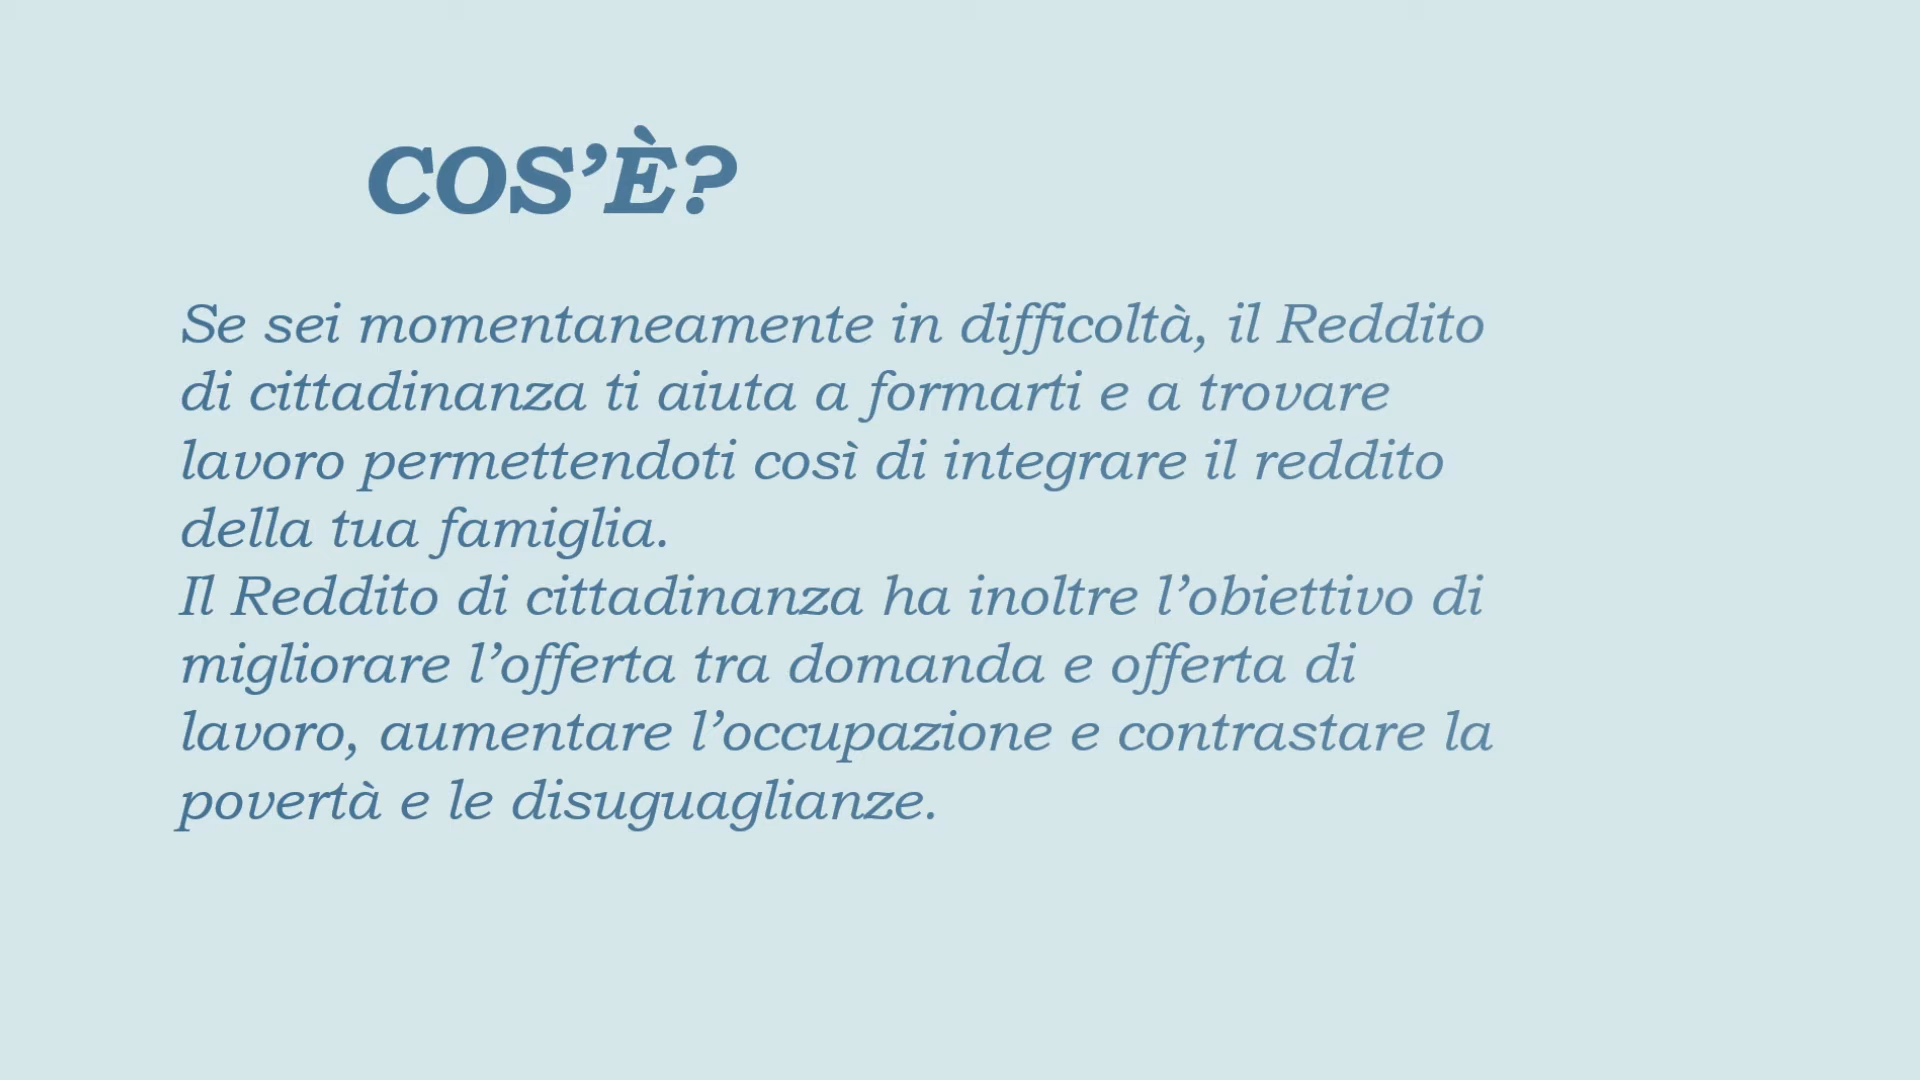 COS’È?
Se sei momentaneamente in difficoltà, il Reddito
di cittadinanza ti aiuta a formarti e a trovare
lavoro permettendoti così di integrare il reddito
della tua famiglia.
Il Reddito di cittadinanza ha inoltre l’obiettivo di
migliorare l’offerta tra domanda e offerta di
lavoro, aumentare l’occupazione e contrastare la
povertà e le disuguaglianze.